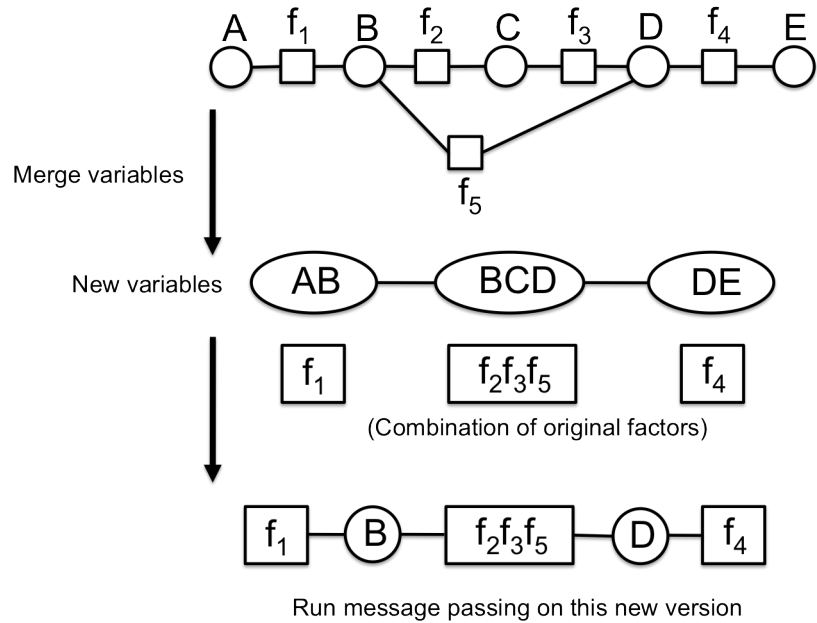 A f₁ B f₂ C f₃ D f₄ E
f₅
Merge variables
New variables AB BCD DE
f₁ f₂f₃f₅ f₄
(Combination of original factors)
f₁ B f₂f₃f₅ D f₄
Run message passing on this new version